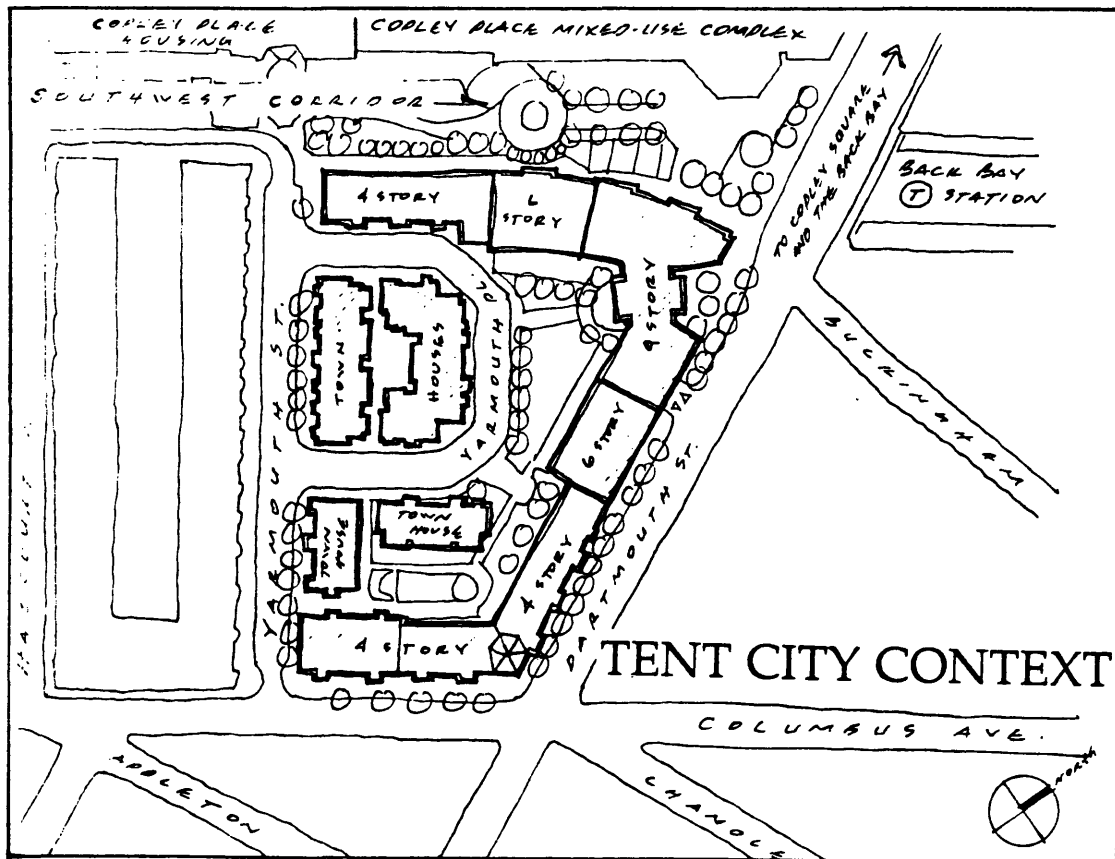 COPLEY PLACE
HOUSING
COPLEY PLACE MIXED-USE COMPLEX
SOUTHWEST CORRIDOR
TO COPLEY SQUARE
AND THE BACK BAY
BACK BAY
T STATION
4 STORY
6
STORY
9 STORY
6 STORY
4 STORY
4 STORY
TOWN
HOUSES
YARMOUTH PL
YARMOUTH ST.
TOWN
HOUSE
TOWN
HOUSE
DARTMOUTH ST.
BUCKINGHAM
TENT CITY CONTEXT
COLUMBUS AVE.
APPLETON
CHANDLE
NORTH